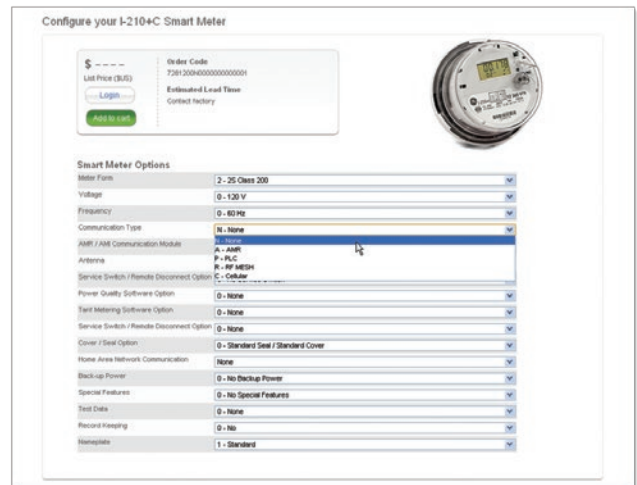 Configure your I-210+C Smart Meter
$ ----
List Price ($US)
Login
Add to cart
Order Code
Estimated Lead Time
Contact factory
Smart Meter Options
Meter Form 2 - 2S Class 200
Voltage 0 - 120 V
Frequency 0 - 60 Hz
Communication Type N - None
AMR / AMI Communication Module N - None
A - AMR
Antenna P - PLC
R - RF MESH
Service Switch / Remote Disconnect Option C - Cellular
Power Quality Software Option 0 - None
Metering Software Option 0 - None
Service Switch / Remote Disconnect Option 0 - None
Cover / Seal Option 0 - Standard Seal / Standard Cover
Home Area Network Communication None
Back-up Power 0 - No Backup Power
Special Features 0 - No Special Features
Test Data 0 - None
Record Keeping 0 - No
Nameplate 1 - Standard